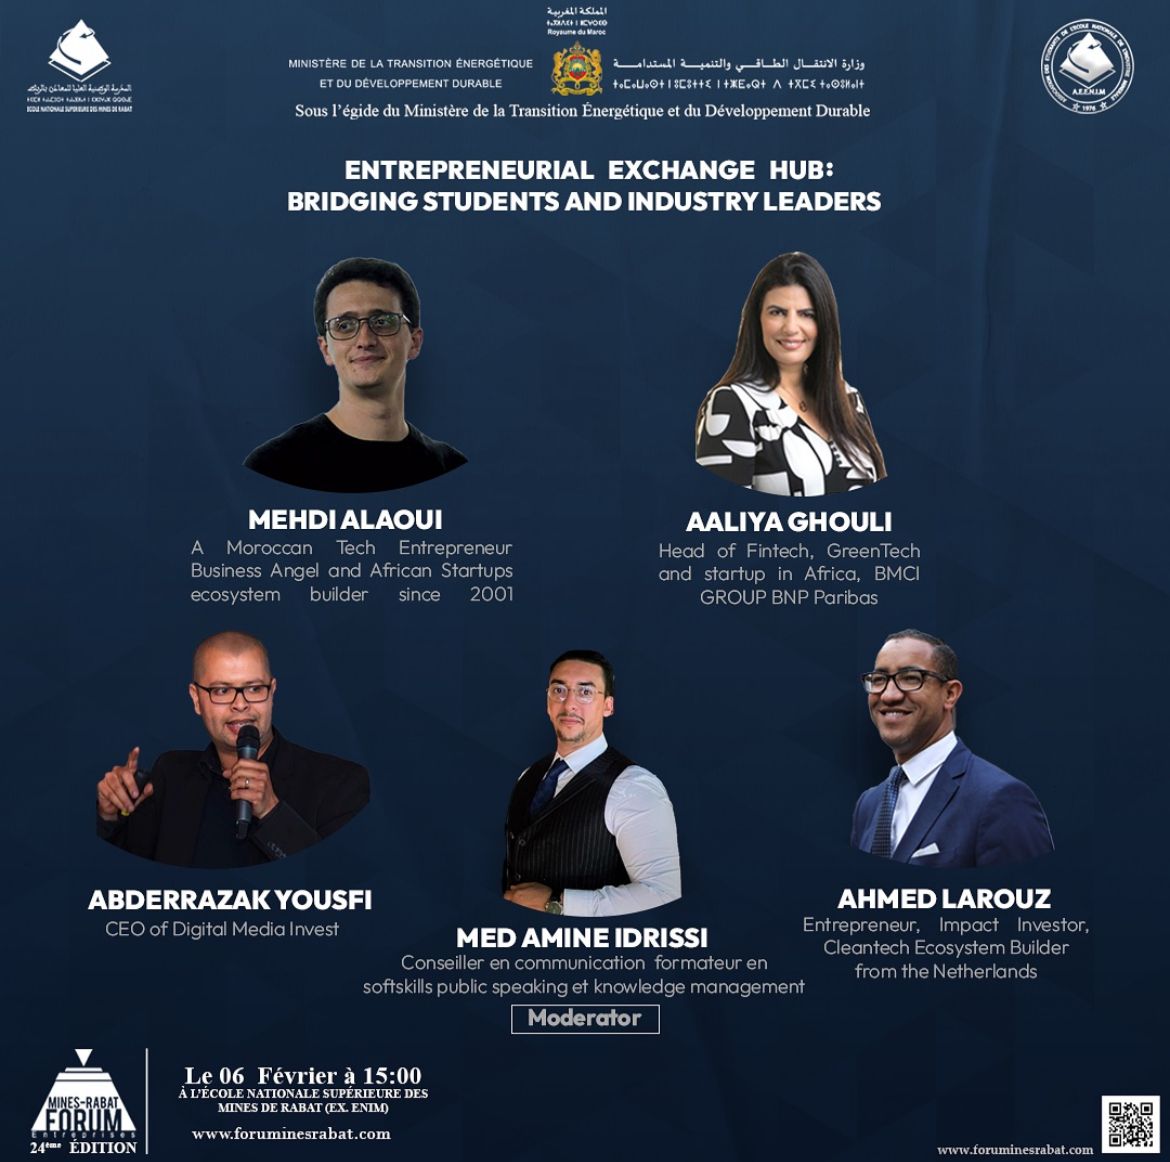 المملكة المغربية
ⵜⴰⴳⵍⴷⵉⵜ ⵏ ⵍⵎⵖⵔⵉⴱ
Royaume du Maroc
MINISTÈRE DE LA TRANSITION ÉNERGÉTIQUE
ET DU DÉVELOPPEMENT DURABLE
وزارة الانتقال الطاقي والتنمية المستدامة
Sous l'égide du Ministère de la Transition Énergétique et du Développement Durable
المدرسة الوطنية العليا للمعادن بالرباط
ECOLE NATIONALE SUPERIEURE DES MINES DE RABAT
A.E.E.N.I.M
1976
ENTREPRENEURIAL EXCHANGE HUB:
BRIDGING STUDENTS AND INDUSTRY LEADERS
MEHDI ALAOUI
A Moroccan Tech Entrepreneur
Business Angel and African Startups
ecosystem builder since 2001
AALIYA GHOULI
Head of Fintech, GreenTech
and startup in Africa, BMCI
GROUP BNP Paribas
ABDERRAZAK YOUSFI
CEO of Digital Media Invest
MED AMINE IDRISSI
Conseiller en communication formateur en
softskills public speaking et knowledge management
Moderator
AHMED LAROUZ
Entrepreneur, Impact Investor,
Cleantech Ecosystem Builder
from the Netherlands
MINES-RABAT
FORUM
Entreprises
24ème ÉDITION
Le 06 Février à 15:00
À L'ÉCOLE NATIONALE SUPÉRIEURE DES
MINES DE RABAT (EX. ENIM)
www.foruminesrabat.com
www.foruminesrabat.com